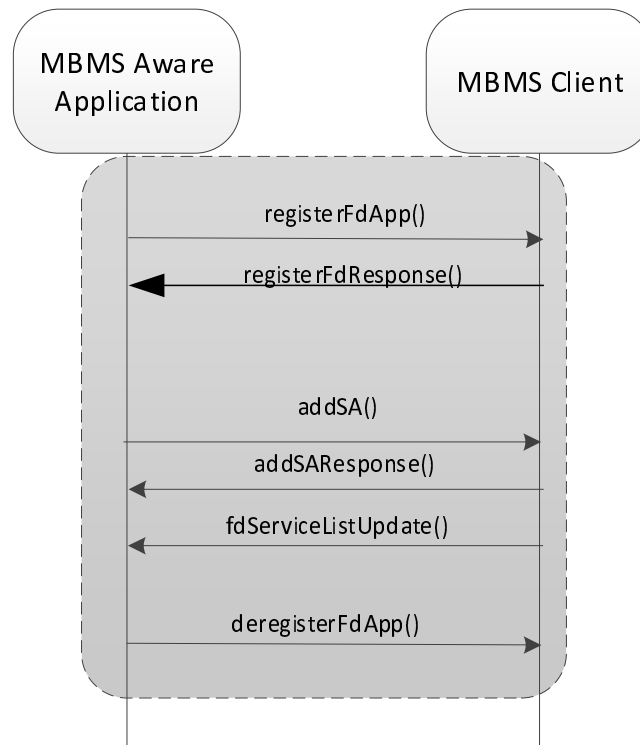 MBMS Aware
Application
MBMS Client
registerFdApp()
registerFdResponse()
addSA()
addSAResponse()
fdServiceListUpdate()
deregisterFdApp()